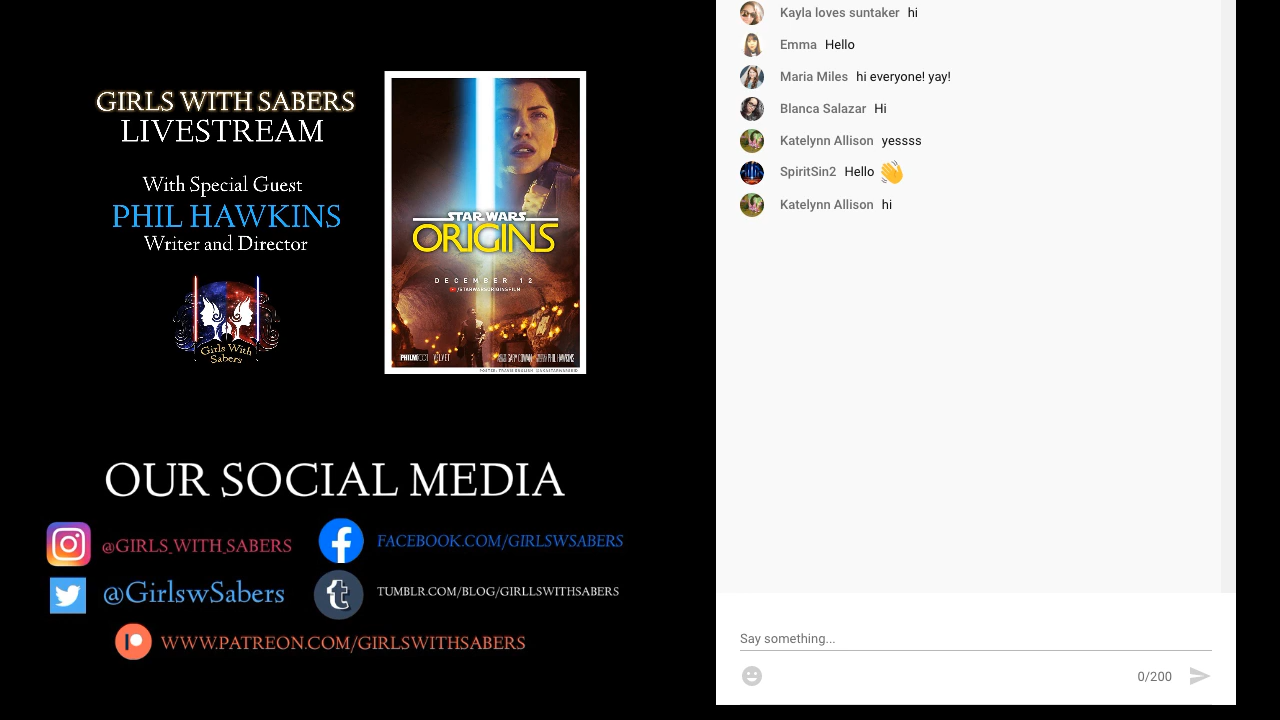 GIRLS WITH SABERS
LIVESTREAM
With Special Guest
PHIL HAWKINS
Writer and Director
Girls With
Sabers
STAR WARS
ORIGINS
DECEMBER 12
/STARWARSORIGINSFILM
OUR SOCIAL MEDIA
@GIRLS_WITH_SABERS
FACEBOOK.COM/GIRLSWSABERS
@GirlswSabers
TUMBLR.COM/BLOG/GIRLLSWITHSABERS
WWW.PATREON.COM/GIRLSWITHSABERS
Kayla loves suntaker hi
Emma Hello
Maria Miles hi everyone! yay!
Blanca Salazar Hi
Katelynn Allison yessss
SpiritSin2 Hello 👋
Katelynn Allison hi
Say something...
0/200